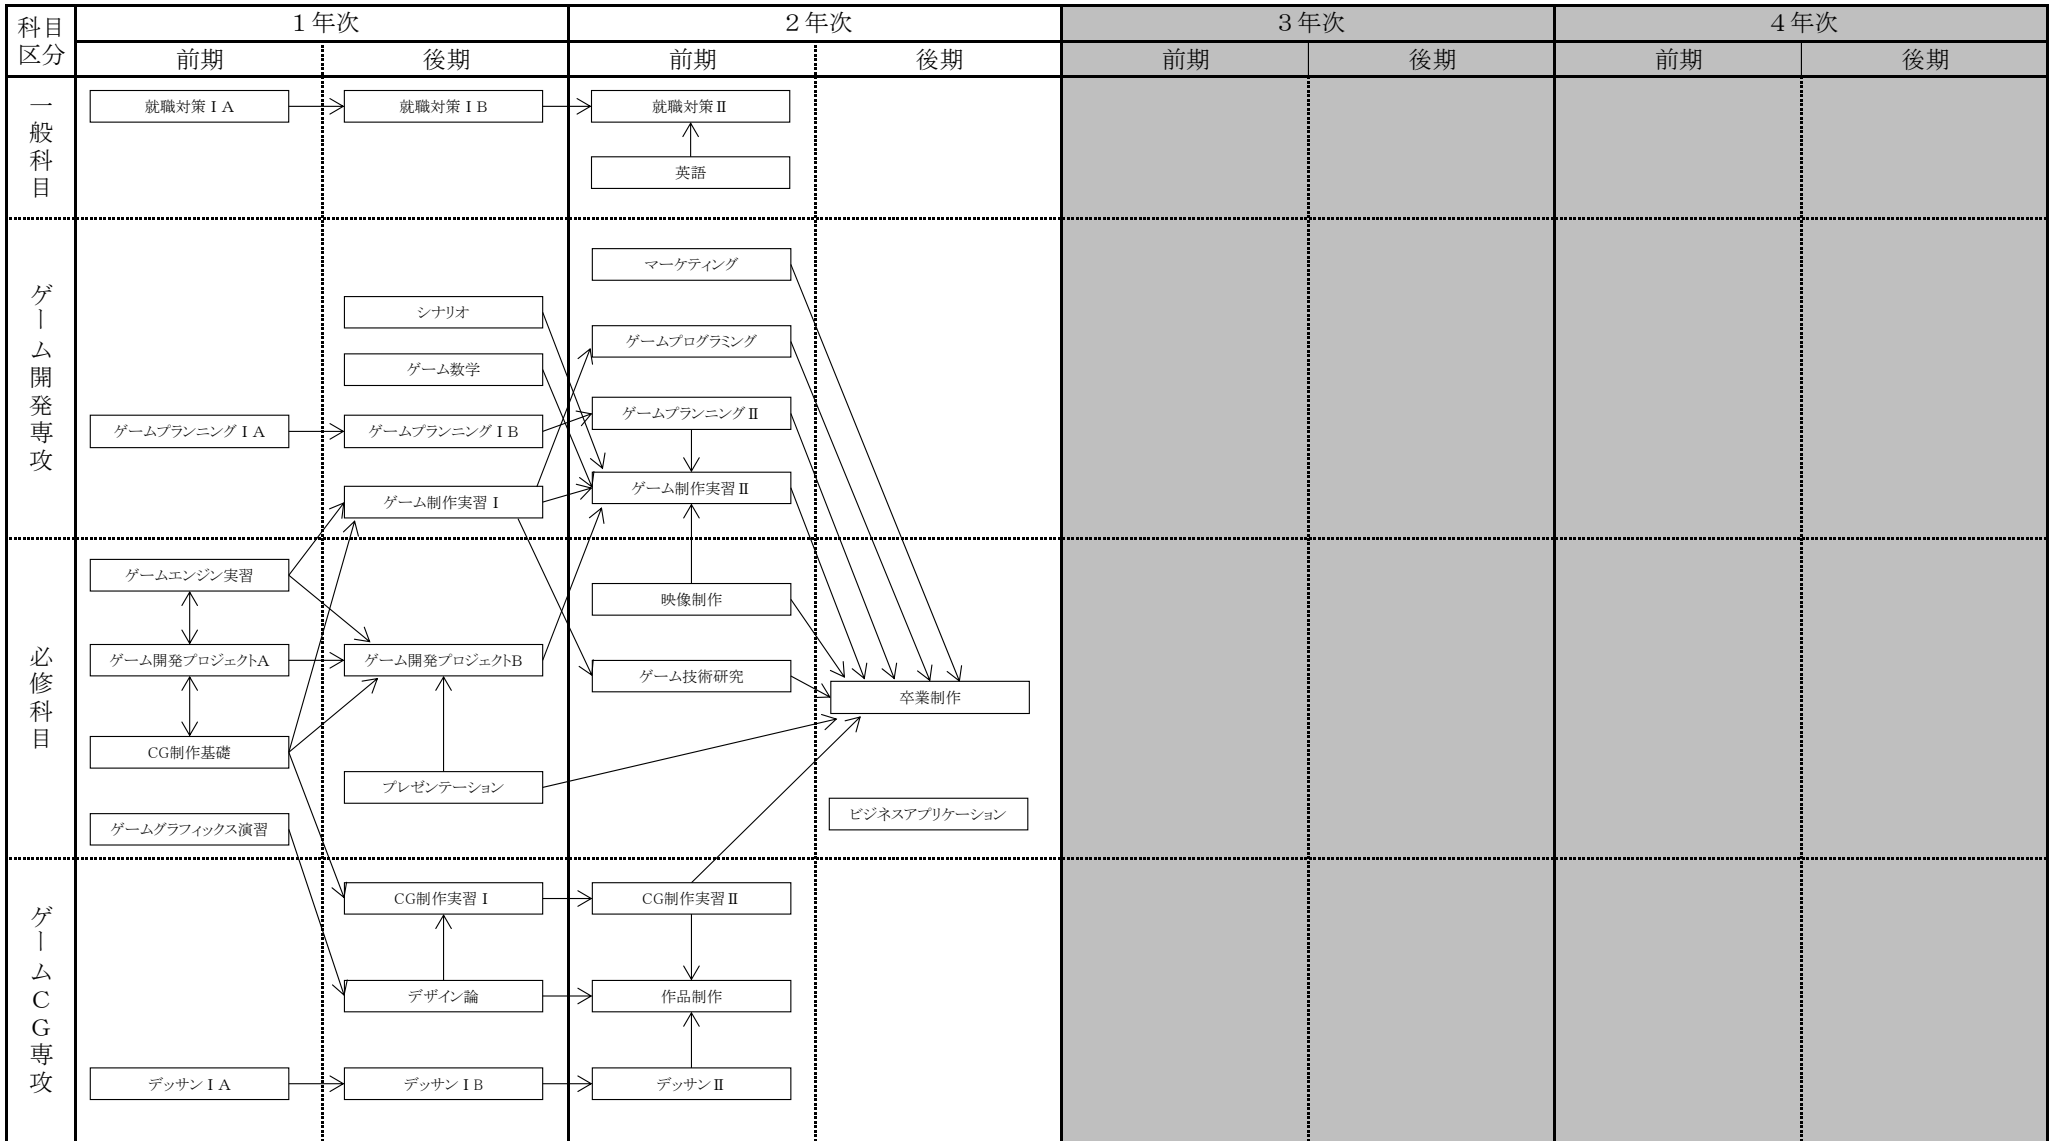 科目
区分
１年次
２年次
３年次
４年次
前期
後期
前期
後期
前期
後期
前期
後期
一般科目
就職対策ⅠA
就職対策ⅠB
就職対策Ⅱ
英語
ゲーム開発専攻
マーケティング
シナリオ
ゲームプログラミング
ゲーム数学
ゲームプランニングⅠA
ゲームプランニングⅠB
ゲームプランニングⅡ
ゲーム制作実習Ⅰ
ゲーム制作実習Ⅱ
必修科目
ゲームエンジン実習
映像制作
ゲーム開発プロジェクトA
ゲーム開発プロジェクトB
ゲーム技術研究
卒業制作
CG制作基礎
プレゼンテーション
ビジネスアプリケーション
ゲームグラフィックス演習
ゲームCG専攻
CG制作実習Ⅰ
CG制作実習Ⅱ
デザイン論
作品制作
デッサンⅠA
デッサンⅠB
デッサンⅡ